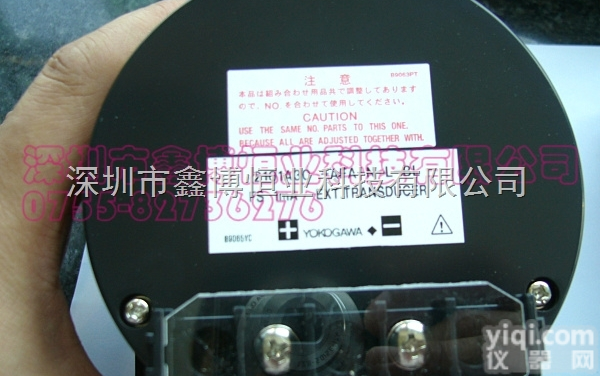 注 意
B9063PT
本品は組み合わせ用品共で調整してあります
ので、NO.を合わせて使用してください。
CAUTION
USE THE SAME NO. PARTS TO THIS ONE.
BECAUSE ALL ARE ADJUSTED TOGETHER WITH.
深圳市鑫博恒业科技有限公司
深圳市鑫博恒业科技有限公司
0755-82736276
EXT.TRANSDUCER
B9065YC
YOKOGAWA
yiqi.com
仪器网